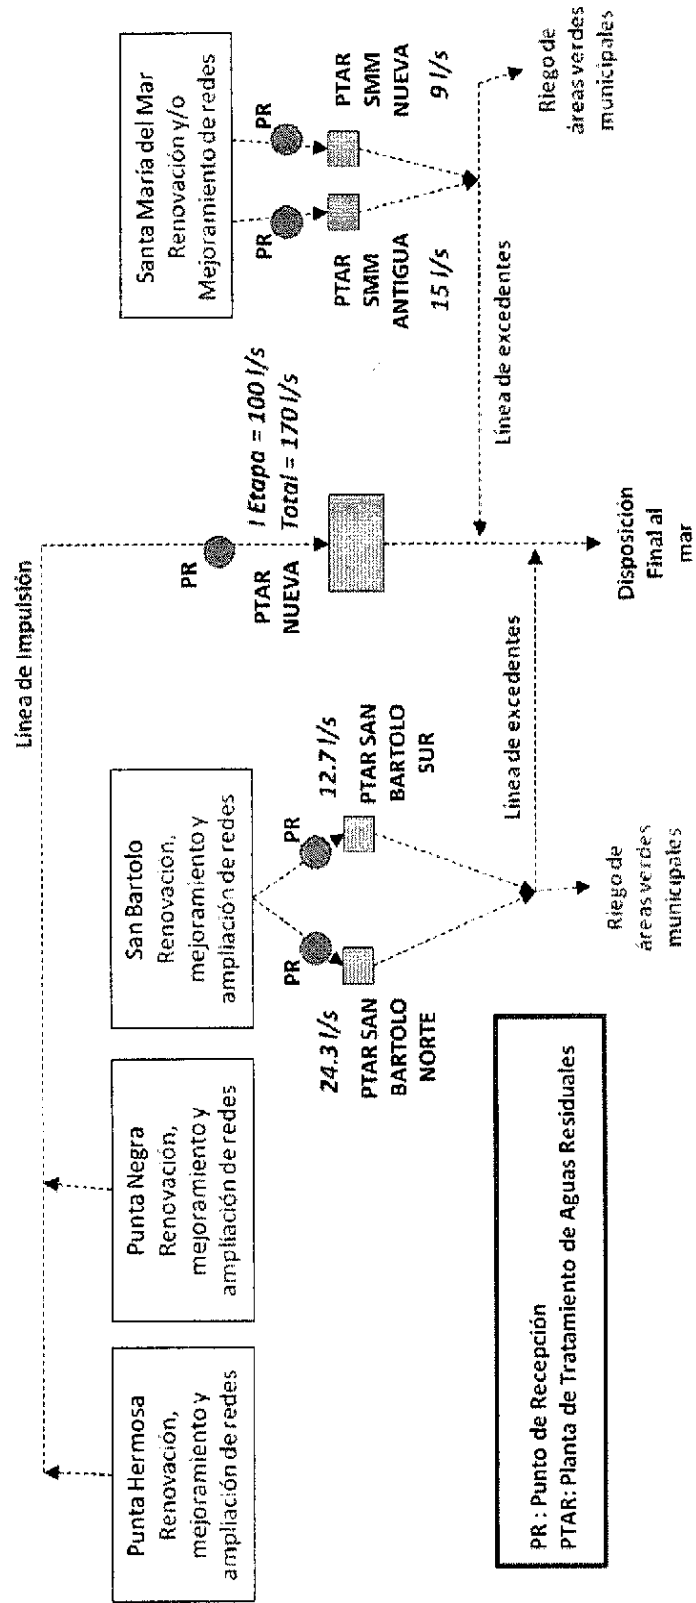 Línea de Impulsión
Punta Hermosa
Renovación,
mejoramiento y
ampliación de redes
Punta Negra
Renovación,
mejoramiento y
ampliación de redes
San Bartolo
Renovación,
mejoramiento y
ampliación de redes
Santa María del Mar
Renovación y/o
Mejoramiento de redes
PR
PR
24.3 l/s
PTAR SAN
BARTOLO
NORTE
12.7 l/s
PTAR SAN
BARTOLO
SUR
PR
PTAR
NUEVA
I Etapa = 100 l/s
Total = 170 l/s
PR
PR
PTAR
SMM
ANTIGUA
15 l/s
PTAR
SMM
NUEVA
9 l/s
Línea de excedentes
Línea de excedentes
Riego de
áreas verdes
municipales
Disposición
Final al
mar
Riego de
áreas verdes
municipales
PR : Punto de Recepción
PTAR: Planta de Tratamiento de Aguas Residuales